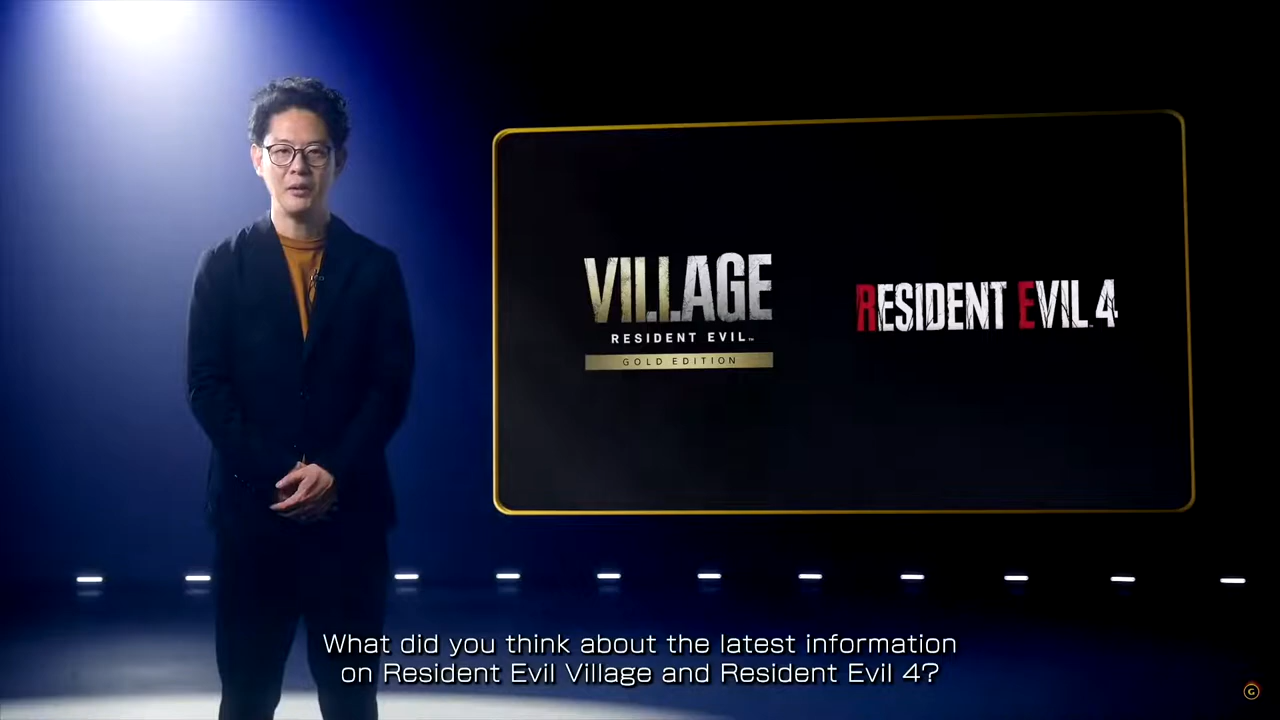 VILLAGE
RESIDENT EVIL™
GOLD EDITION
RESIDENT EVIL 4
What did you think about the latest information
on Resident Evil Village and Resident Evil 4?
G